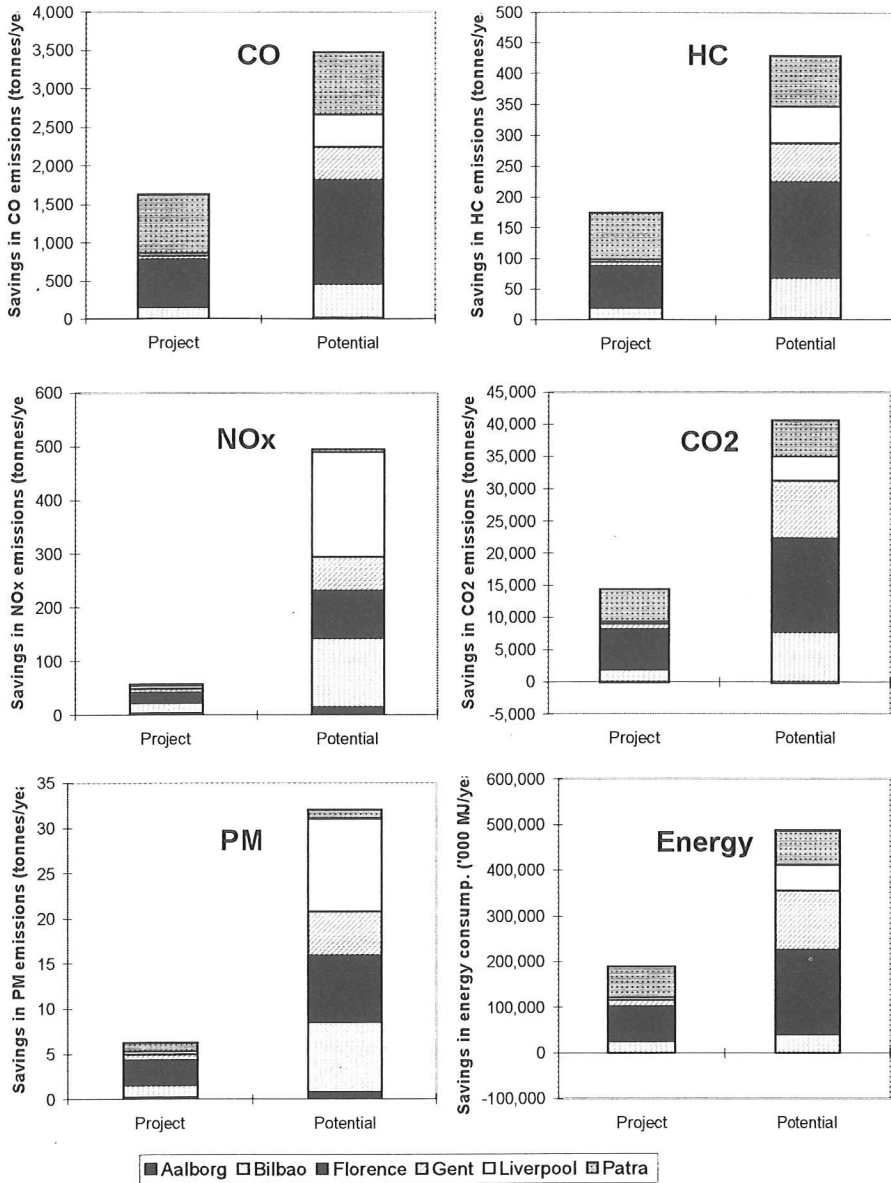 Savings in CO emissions (tonnes/ye
4,000
3,500
3,000
2,500
2,000
1,500
1,000
500
0
CO
Project Potential
Savings in HC emissions (tonnes/ye
500
450
400
350
300
250
200
150
100
50
0
HC
Project Potential
Savings in NOx emissions (tonnes/ye
600
500
400
300
200
100
0
NOx
Project Potential
Savings in CO2 emissions (tonnes/ye
45,000
40,000
35,000
30,000
25,000
20,000
15,000
10,000
5,000
0
-5,000
CO2
Project Potential
Savings in PM emissions (tonnes/yea
35
30
25
20
15
10
5
0
PM
Project Potential
Savings in energy consump. ('000 MJ/ye
600,000
500,000
400,000
300,000
200,000
100,000
0
-100,000
Energy
Project Potential
Aalborg Bilbao Florence Gent Liverpool Patra